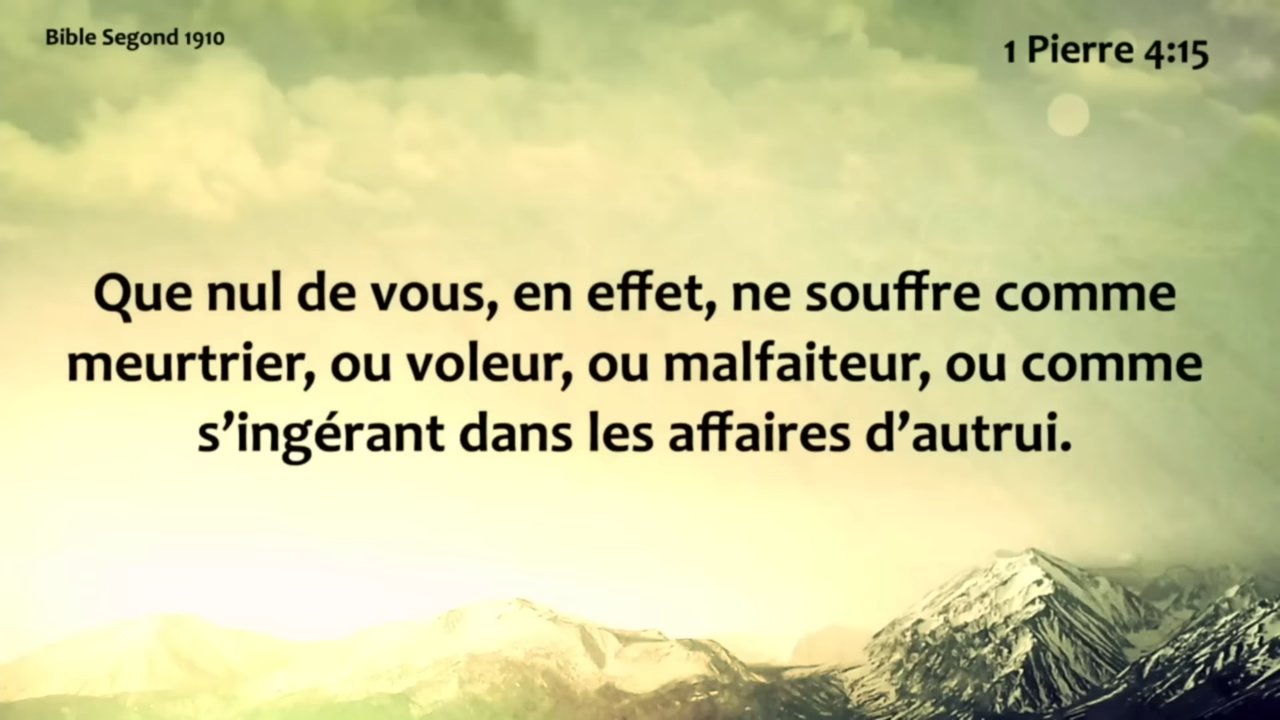 Bible Segond 1910
1 Pierre 4:15
Que nul de vous, en effet, ne souffre comme
meurtrier, ou voleur, ou malfaiteur, ou comme
s’ingérant dans les affaires d’autrui.